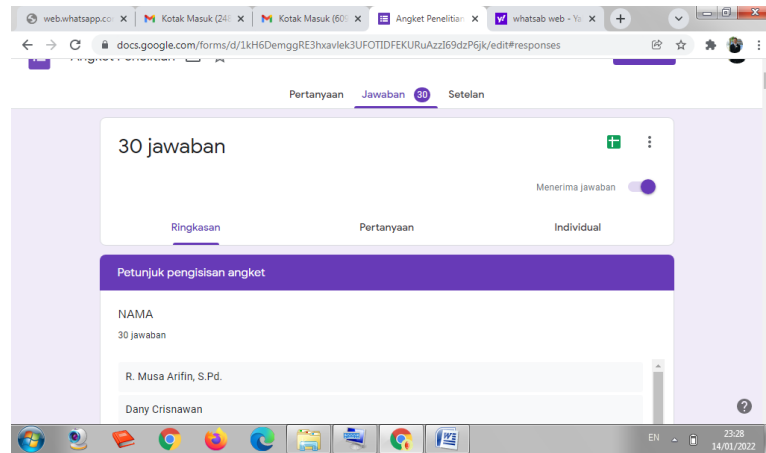 web.whatsapp.co
Kotak Masuk (248
Kotak Masuk (609
Angket Penelitian
whatsab web - Ya
docs.google.com/forms/d/1kH6DemggRE3hxavlek3UFOTIDFEKURuAzzI69dzP6jk/edit#responses
Pertanyaan Jawaban 30 Setelan
30 jawaban
Menerima jawaban
Ringkasan Pertanyaan Individual
Petunjuk pengisisan angket
NAMA
30 jawaban
R. Musa Arifin, S.Pd.
Dany Crisnawan
EN 23:28
14/01/2022